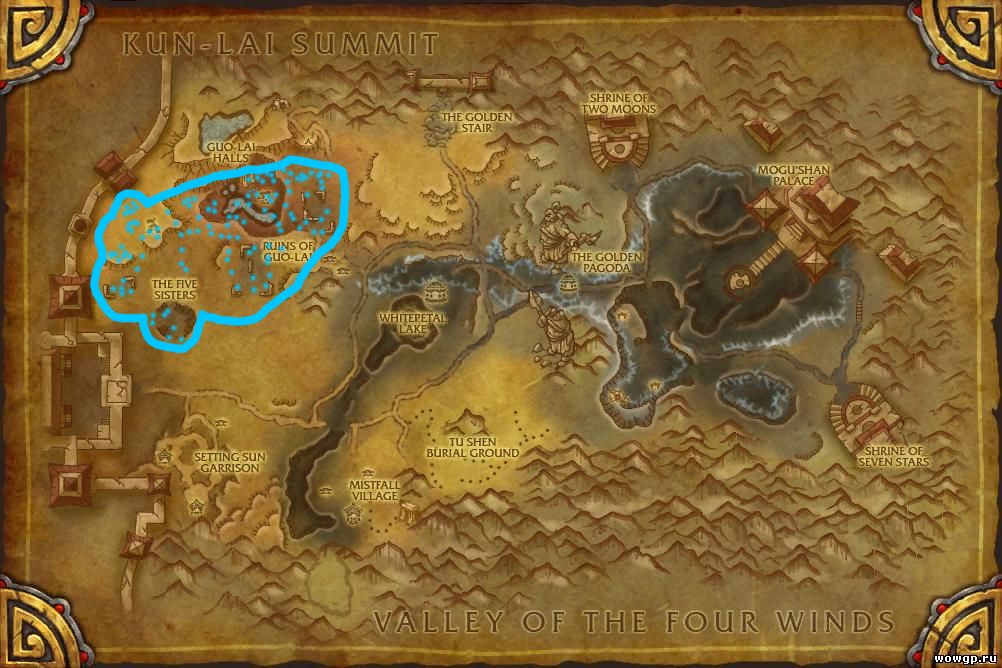 KUN-LAI SUMMIT
THE GOLDEN
STAIR
SHRINE OF
TWO MOONS
GUO-LAI
HALLS
MOGU'SHAN
PALACE
RUINS OF
GUO-LAI
THE GOLDEN
PAGODA
THE FIVE
SISTERS
WHITEPETAL
LAKE
TU SHEN
BURIAL GROUND
SETTING SUN
GARRISON
SHRINE OF
SEVEN STARS
MISTFALL
VILLAGE
VALLEY OF THE FOUR WINDS
wowgp.ru